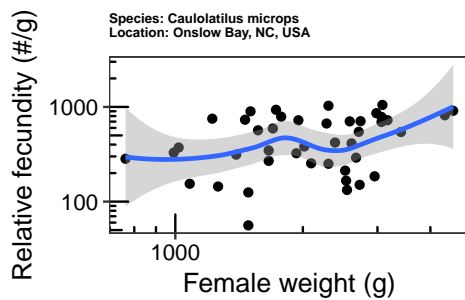 Species: Caulolatilus microps
Location: Onslow Bay, NC, USA
Relative fecundity (#/g)
1000
100
1000
Female weight (g)